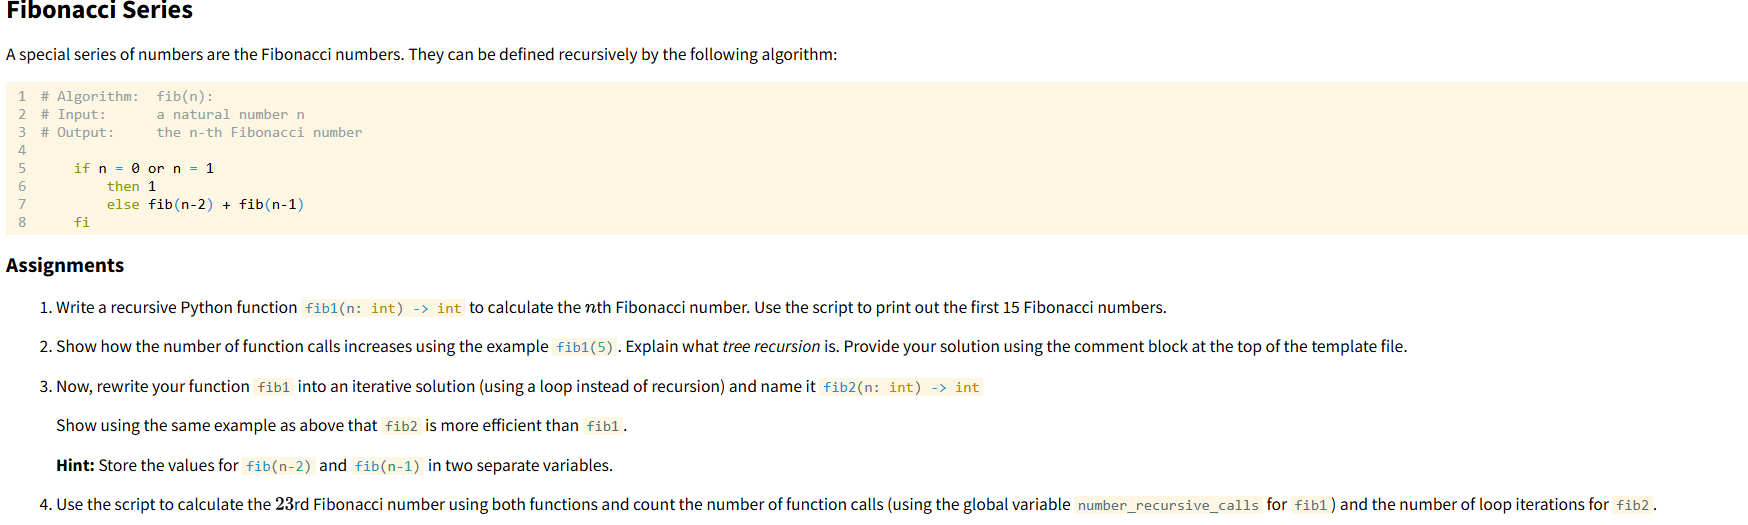 Fibonacci Series
A special series of numbers are the Fibonacci numbers. They can be defined recursively by the following algorithm:
1 # Algorithm:  fib(n):
2 # Input:      a natural number n
3 # Output:     the n-th Fibonacci number
4
5     if n = 0 or n = 1
6         then 1
7         else fib(n-2) + fib(n-1)
8     fi
Assignments
1. Write a recursive Python function fib1(n: int) -> int to calculate the nth Fibonacci number. Use the script to print out the first 15 Fibonacci numbers.
2. Show how the number of function calls increases using the example fib1(5). Explain what tree recursion is. Provide your solution using the comment block at the top of the template file.
3. Now, rewrite your function fib1 into an iterative solution (using a loop instead of recursion) and name it fib2(n: int) -> int
Show using the same example as above that fib2 is more efficient than fib1.
Hint: Store the values for fib(n-2) and fib(n-1) in two separate variables.
4. Use the script to calculate the 23rd Fibonacci number using both functions and count the number of function calls (using the global variable number_recursive_calls for fib1) and the number of loop iterations for fib2.